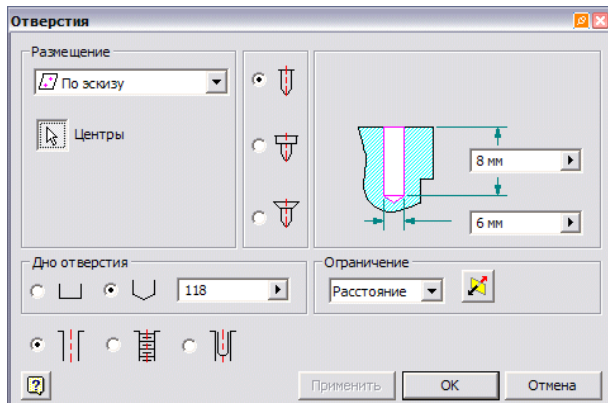 Отверстия
Размещение
По эскизу
Центры
8 мм
6 мм
Дно отверстия
118
Ограничение
Расстояние
?
Применить
OK
Отмена